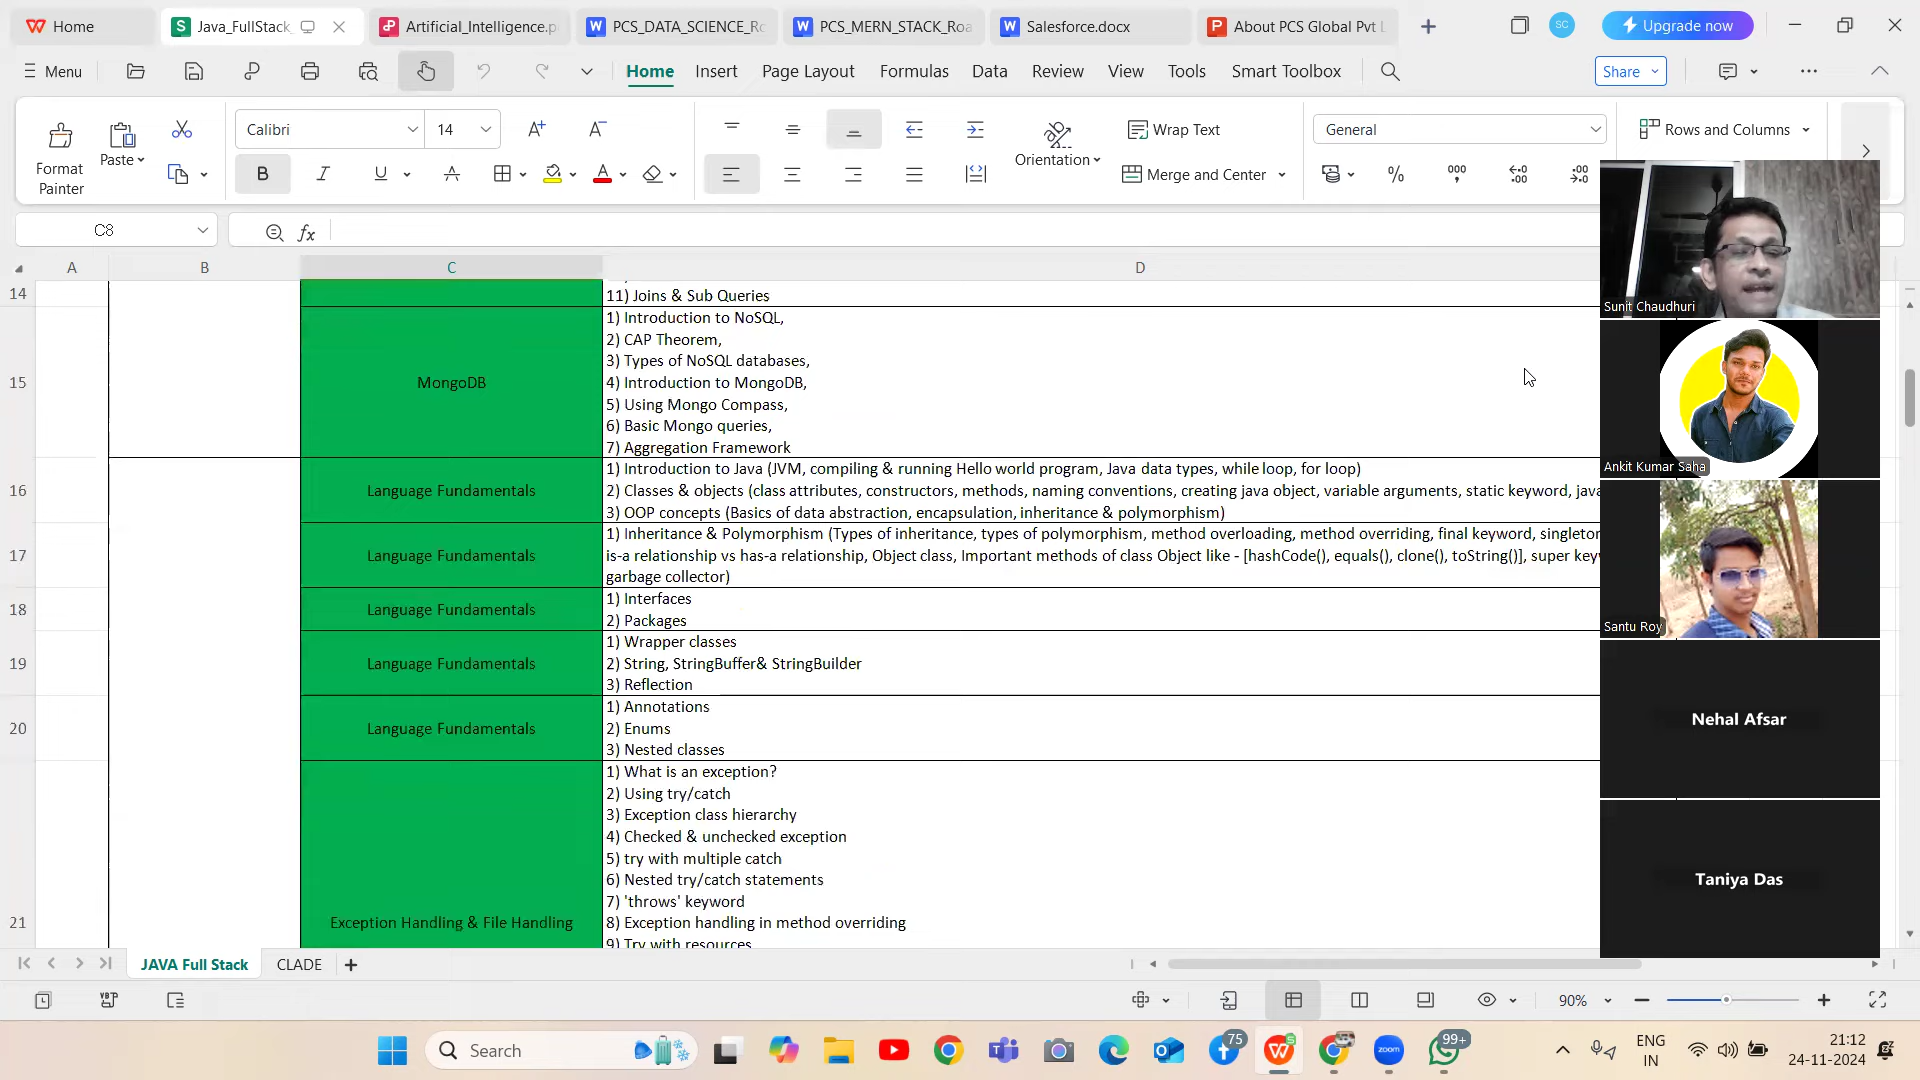 Home
Java_FullStack
Artificial_Intelligence.p
PCS_DATA_SCIENCE_Ro
PCS_MERN_STACK_Roa
Salesforce.docx
About PCS Global Pvt L
SC
Upgrade now
Menu
Home
Insert
Page Layout
Formulas
Data
Review
View
Tools
Smart Toolbox
Share
Format Painter
Paste
Calibri
14
Orientation
Wrap Text
Merge and Center
General
Rows and Columns
C8
A
B
C
D
14
11) Joins & Sub Queries
15
MongoDB
1) Introduction to NoSQL,
2) CAP Theorem,
3) Types of NoSQL databases,
4) Introduction to MongoDB,
5) Using Mongo Compass,
6) Basic Mongo queries,
7) Aggregation Framework
16
Language Fundamentals
1) Introduction to Java (JVM, compiling & running Hello world program, Java data types, while loop, for loop)
2) Classes & objects (class attributes, constructors, methods, naming conventions, creating java object, variable arguments, static keyword, java
3) OOP concepts (Basics of data abstraction, encapsulation, inheritance & polymorphism)
17
Language Fundamentals
1) Inheritance & Polymorphism (Types of inheritance, types of polymorphism, method overloading, method overriding, final keyword, singleton
is-a relationship vs has-a relationship, Object class, Important methods of class Object like - [hashCode(), equals(), clone(), toString()], super key
garbage collector)
18
Language Fundamentals
1) Interfaces
2) Packages
19
Language Fundamentals
1) Wrapper classes
2) String, StringBuffer& StringBuilder
3) Reflection
20
Language Fundamentals
1) Annotations
2) Enums
3) Nested classes
21
Exception Handling & File Handling
1) What is an exception?
2) Using try/catch
3) Exception class hierarchy
4) Checked & unchecked exception
5) try with multiple catch
6) Nested try/catch statements
7) 'throws' keyword
8) Exception handling in method overriding
9) Try with resources
Sunit Chaudhuri
Ankit Kumar Saha
Santu Roy
Nehal Afsar
Taniya Das
JAVA Full Stack
CLADE
90%
Search
75
zoom
99+
ENG
IN
21:12
24-11-2024